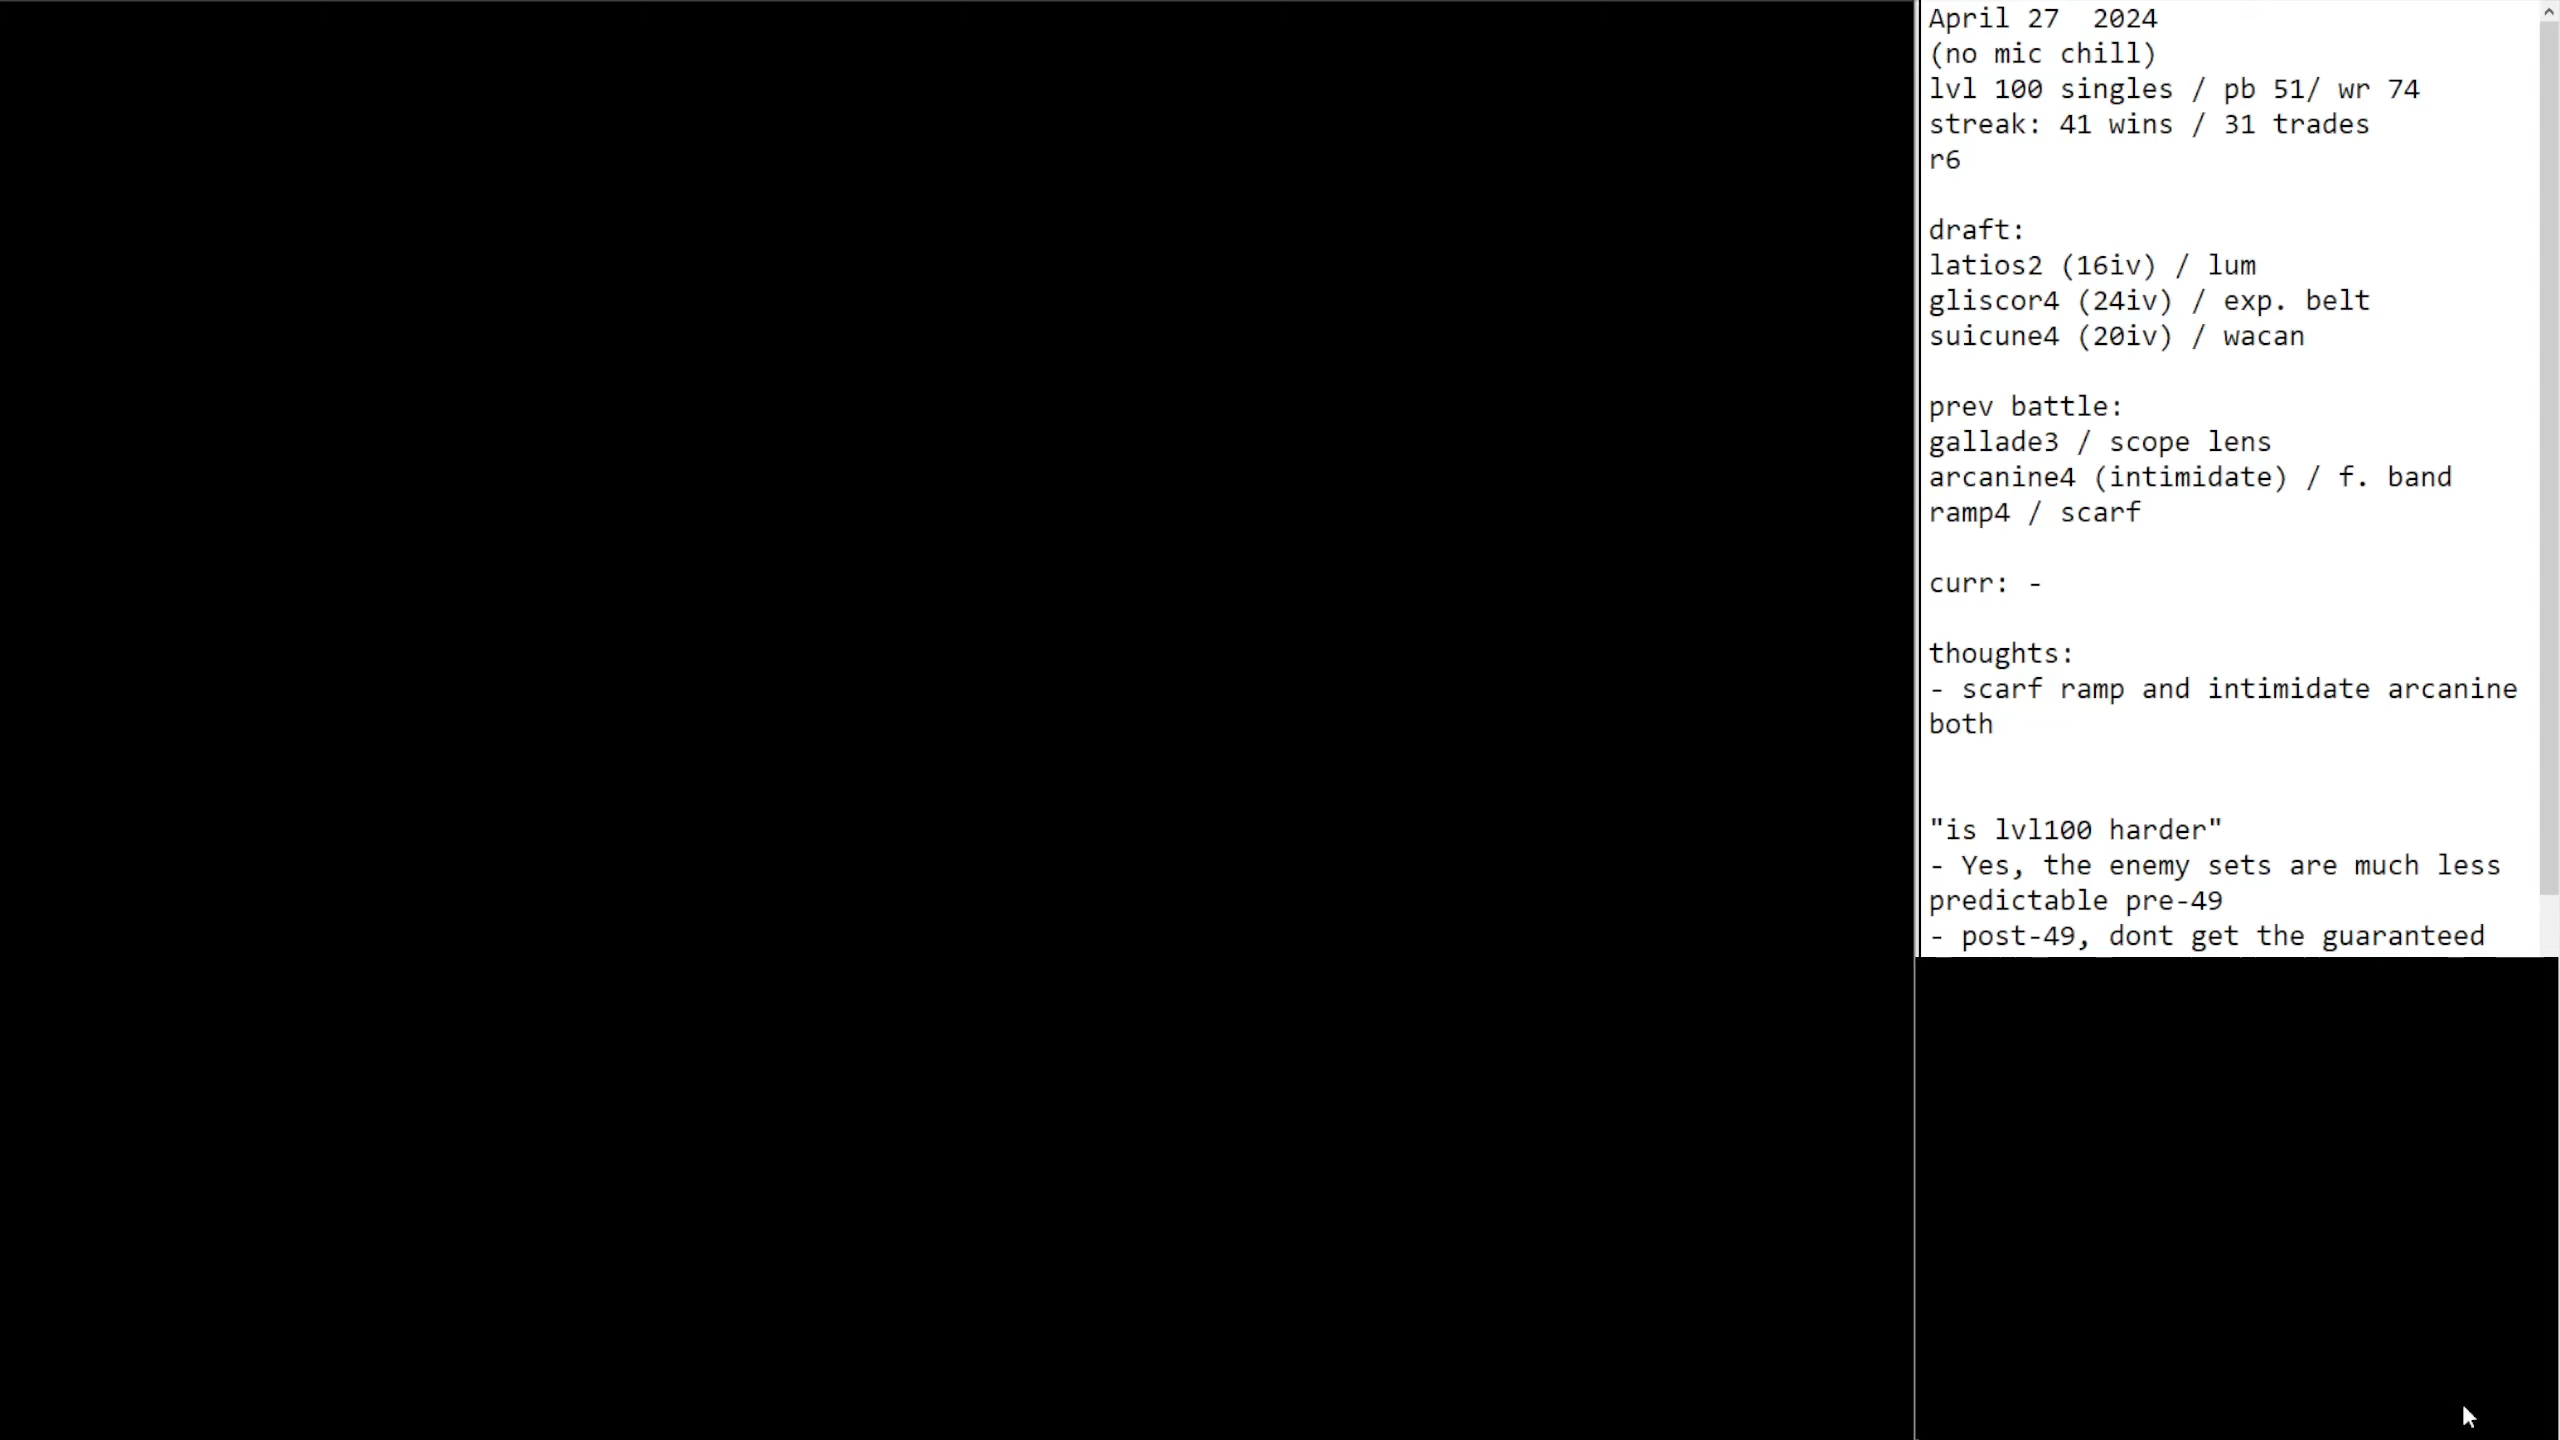 April 27  2024
(no mic chill)
lvl 100 singles / pb 51/ wr 74
streak: 41 wins / 31 trades
r6
draft:
latios2 (16iv) / lum
gliscor4 (24iv) / exp. belt
suicune4 (20iv) / wacan
prev battle:
gallade3 / scope lens
arcanine4 (intimidate) / f. band
ramp4 / scarf
curr: -
thoughts:
- scarf ramp and intimidate arcanine
both
"is lvl100 harder"
- Yes, the enemy sets are much less
predictable pre-49
- post-49, dont get the guaranteed